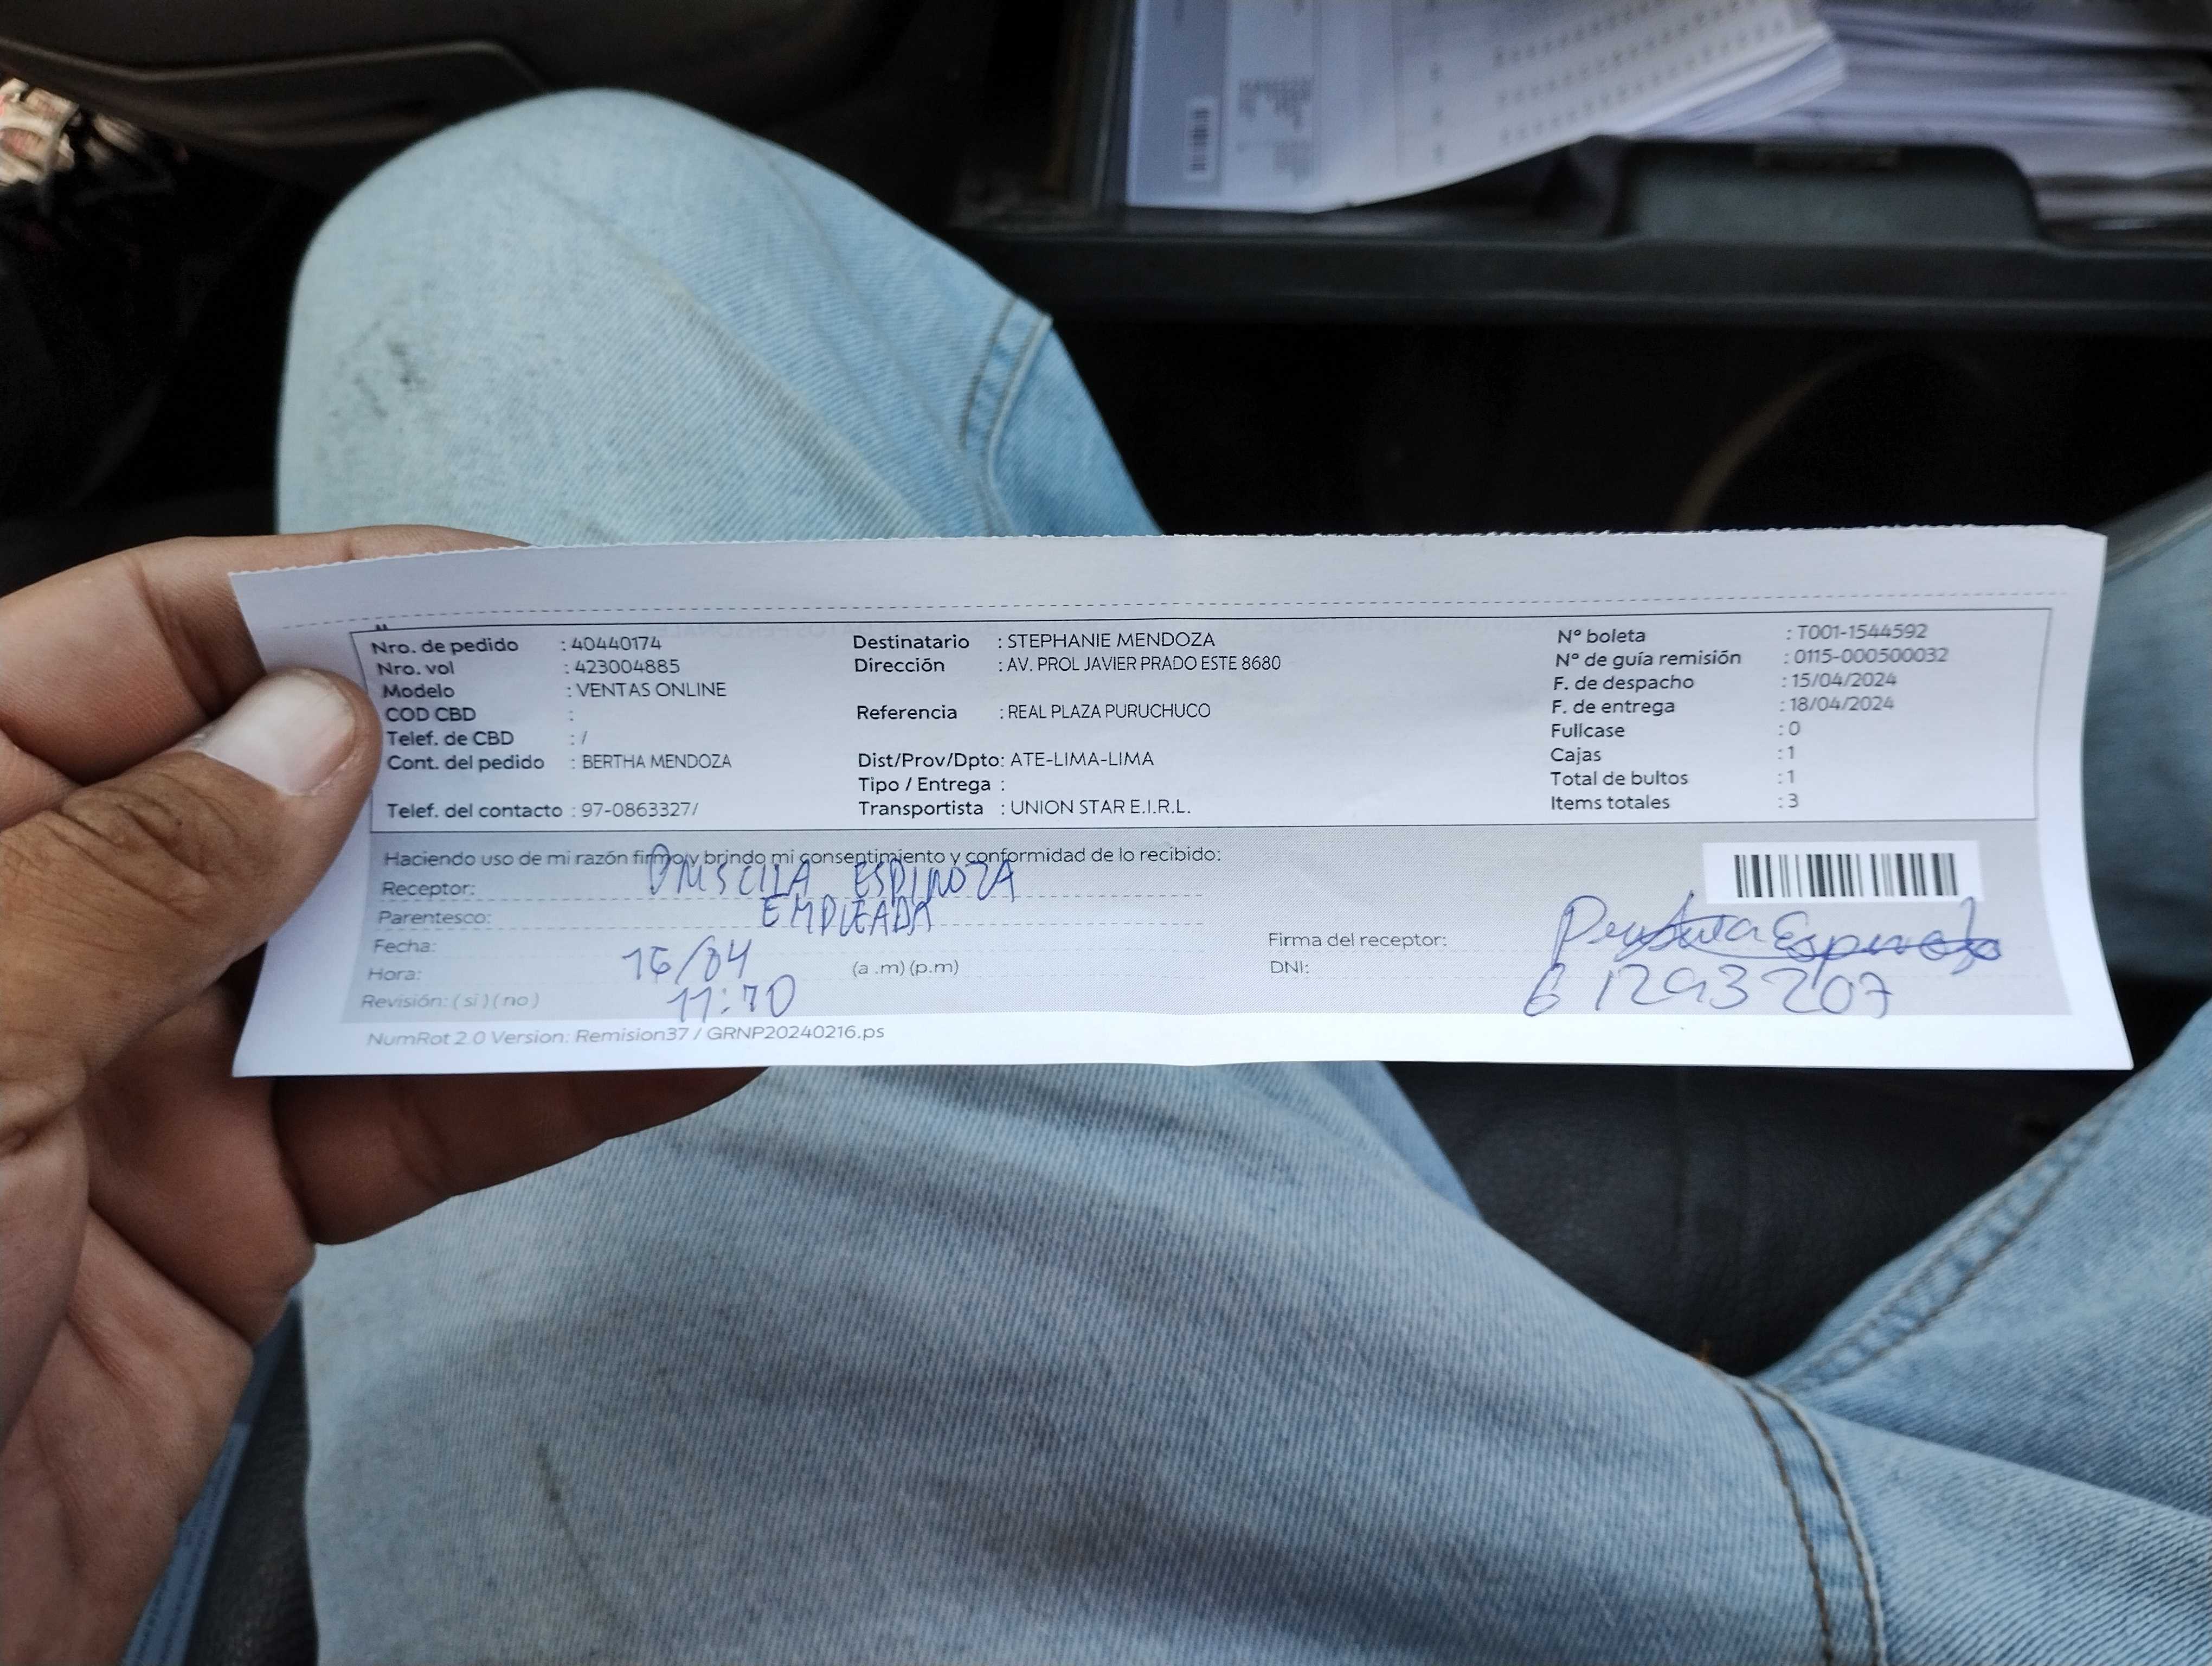 Nro. de pedido : 40440174
Nro. vol : 423004885
Modelo : VENTAS ONLINE
COD CBD :
Telef. de CBD : /
Cont. del pedido : BERTHA MENDOZA
Telef. del contacto : 97-0863327/
Destinatario : STEPHANIE MENDOZA
Dirección : AV. PROL JAVIER PRADO ESTE 8680
Referencia : REAL PLAZA PURUCHUCO
Dist/Prov/Dpto: ATE-LIMA-LIMA
Tipo / Entrega :
Transportista : UNION STAR E.I.R.L.
N° boleta : T001-1544592
N° de guía remisión : 0115-000500032
F. de despacho : 15/04/2024
F. de entrega : 18/04/2024
Fullcase : 0
Cajas : 1
Total de bultos : 1
Items totales : 3
Haciendo uso de mi razón firmo y brindo mi consentimiento y conformidad de lo recibido:
Receptor: ESPINOZA
Parentesco: EMPLEADA
Fecha: 16/04
Hora: (a .m) (p.m)
Revisión: ( si ) ( no )
Firma del receptor:
DNI:
NumRot 2.0 Version: Remision37 / GRNP20240216.ps